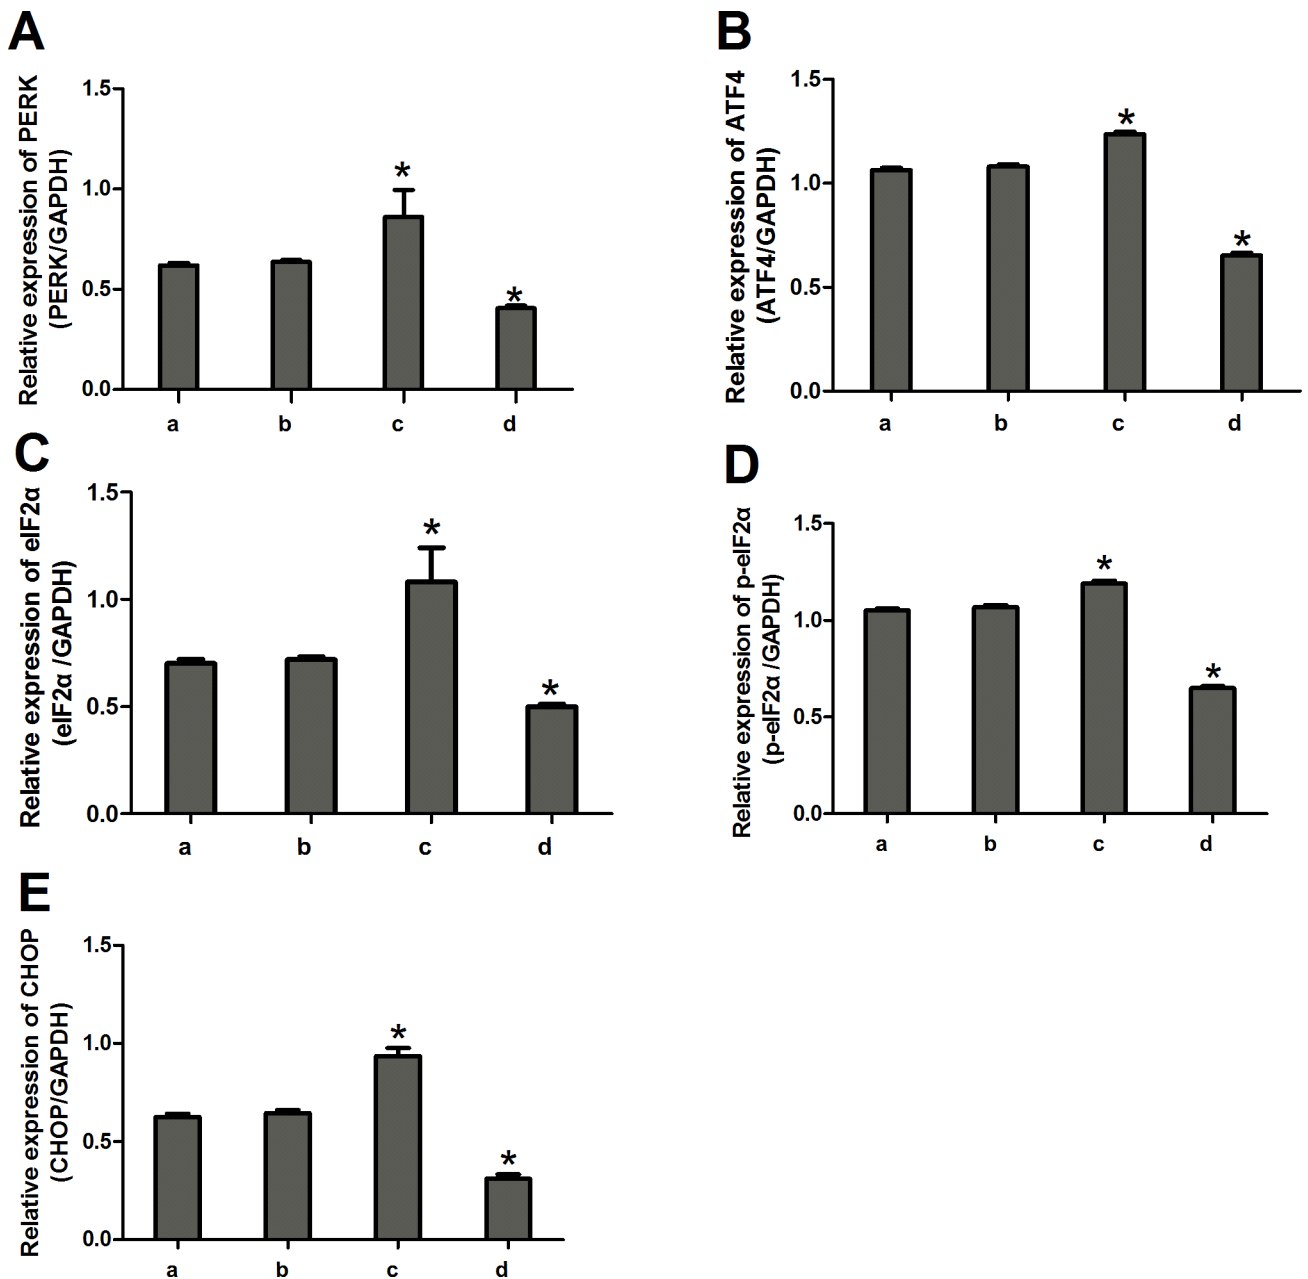 A
Relative expression of PERK
(PERK/GAPDH)
1.5
1.0
0.5
0.0
*
*
a b c d
B
Relative expression of ATF4
(ATF4/GAPDH)
1.5
1.0
0.5
0.0
*
*
a b c d
C
Relative expression of eIF2α
(eIF2α /GAPDH)
1.5
1.0
0.5
0.0
*
*
a b c d
D
Relative expression of p-eIF2α
(p-eIF2α /GAPDH)
1.5
1.0
0.5
0.0
*
*
a b c d
E
Relative expression of CHOP
(CHOP/GAPDH)
1.5
1.0
0.5
0.0
*
*
a b c d